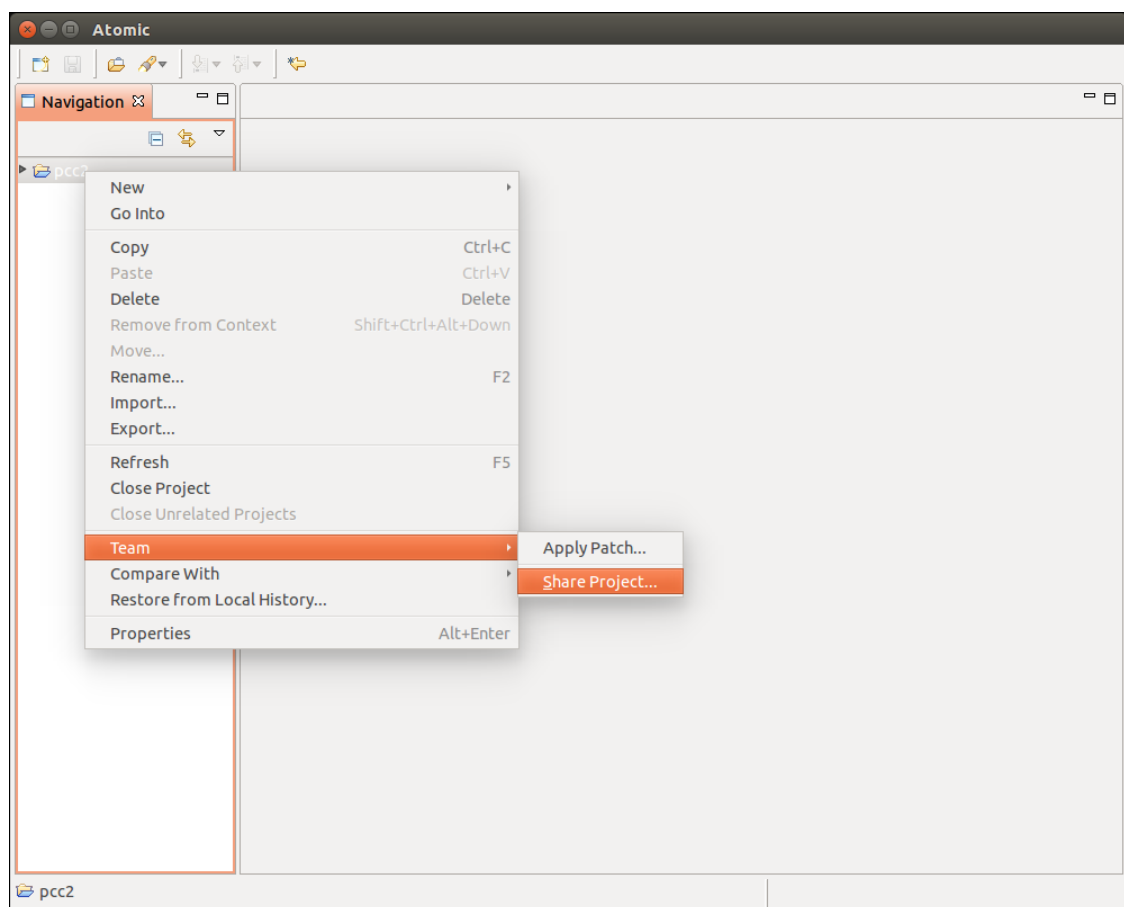 Atomic
Navigation
pcc2
New
Go Into
Copy Ctrl+C
Paste Ctrl+V
Delete Delete
Remove from Context Shift+Ctrl+Alt+Down
Move...
Rename... F2
Import...
Export...
Refresh F5
Close Project
Close Unrelated Projects
Team
Apply Patch...
Compare With
Share Project...
Restore from Local History...
Properties Alt+Enter
pcc2